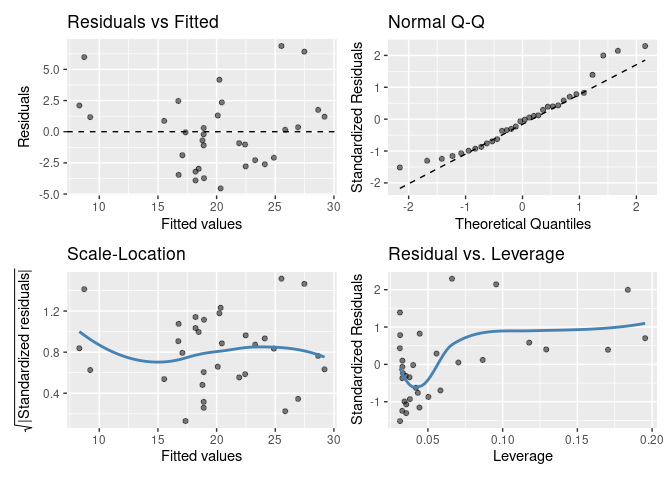 Residuals vs Fitted
Residuals
5.0
2.5
0.0
-2.5
-5.0
10 15 20 25 30
Fitted values
Normal Q-Q
Standardized Residuals
2
1
0
-1
-2
-2 -1 0 1 2
Theoretical Quantiles
Scale-Location
√|Standardized residuals|
1.2
0.8
0.4
10 15 20 25 30
Fitted values
Residual vs. Leverage
Standardized Residuals
2
1
0
-1
0.05 0.10 0.15 0.20
Leverage